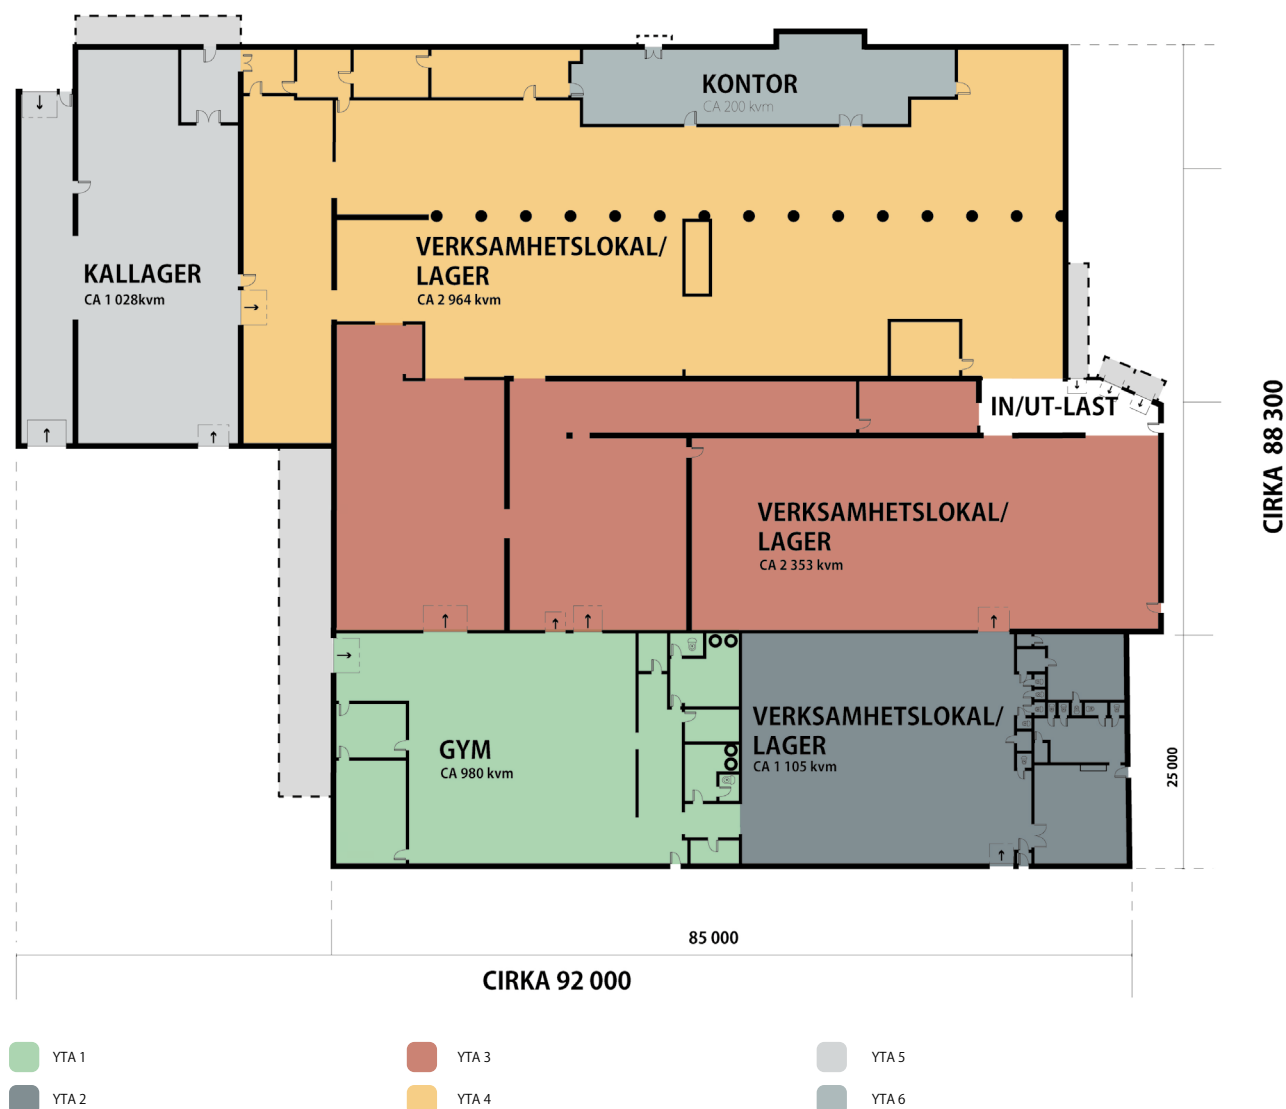 KONTOR
CA 200 kvm
VERKSAMHETSLOKAL/
LAGER
CA 2 964 kvm
KALLAGER
CA 1 028kvm
IN/UT-LAST
CIRKA 88 300
VERKSAMHETSLOKAL/
LAGER
CA 2 353 kvm
GYM
CA 980 kvm
VERKSAMHETSLOKAL/
LAGER
CA 1 105 kvm
25 000
85 000
CIRKA 92 000
YTA 1
YTA 3
YTA 5
YTA 2
YTA 4
YTA 6